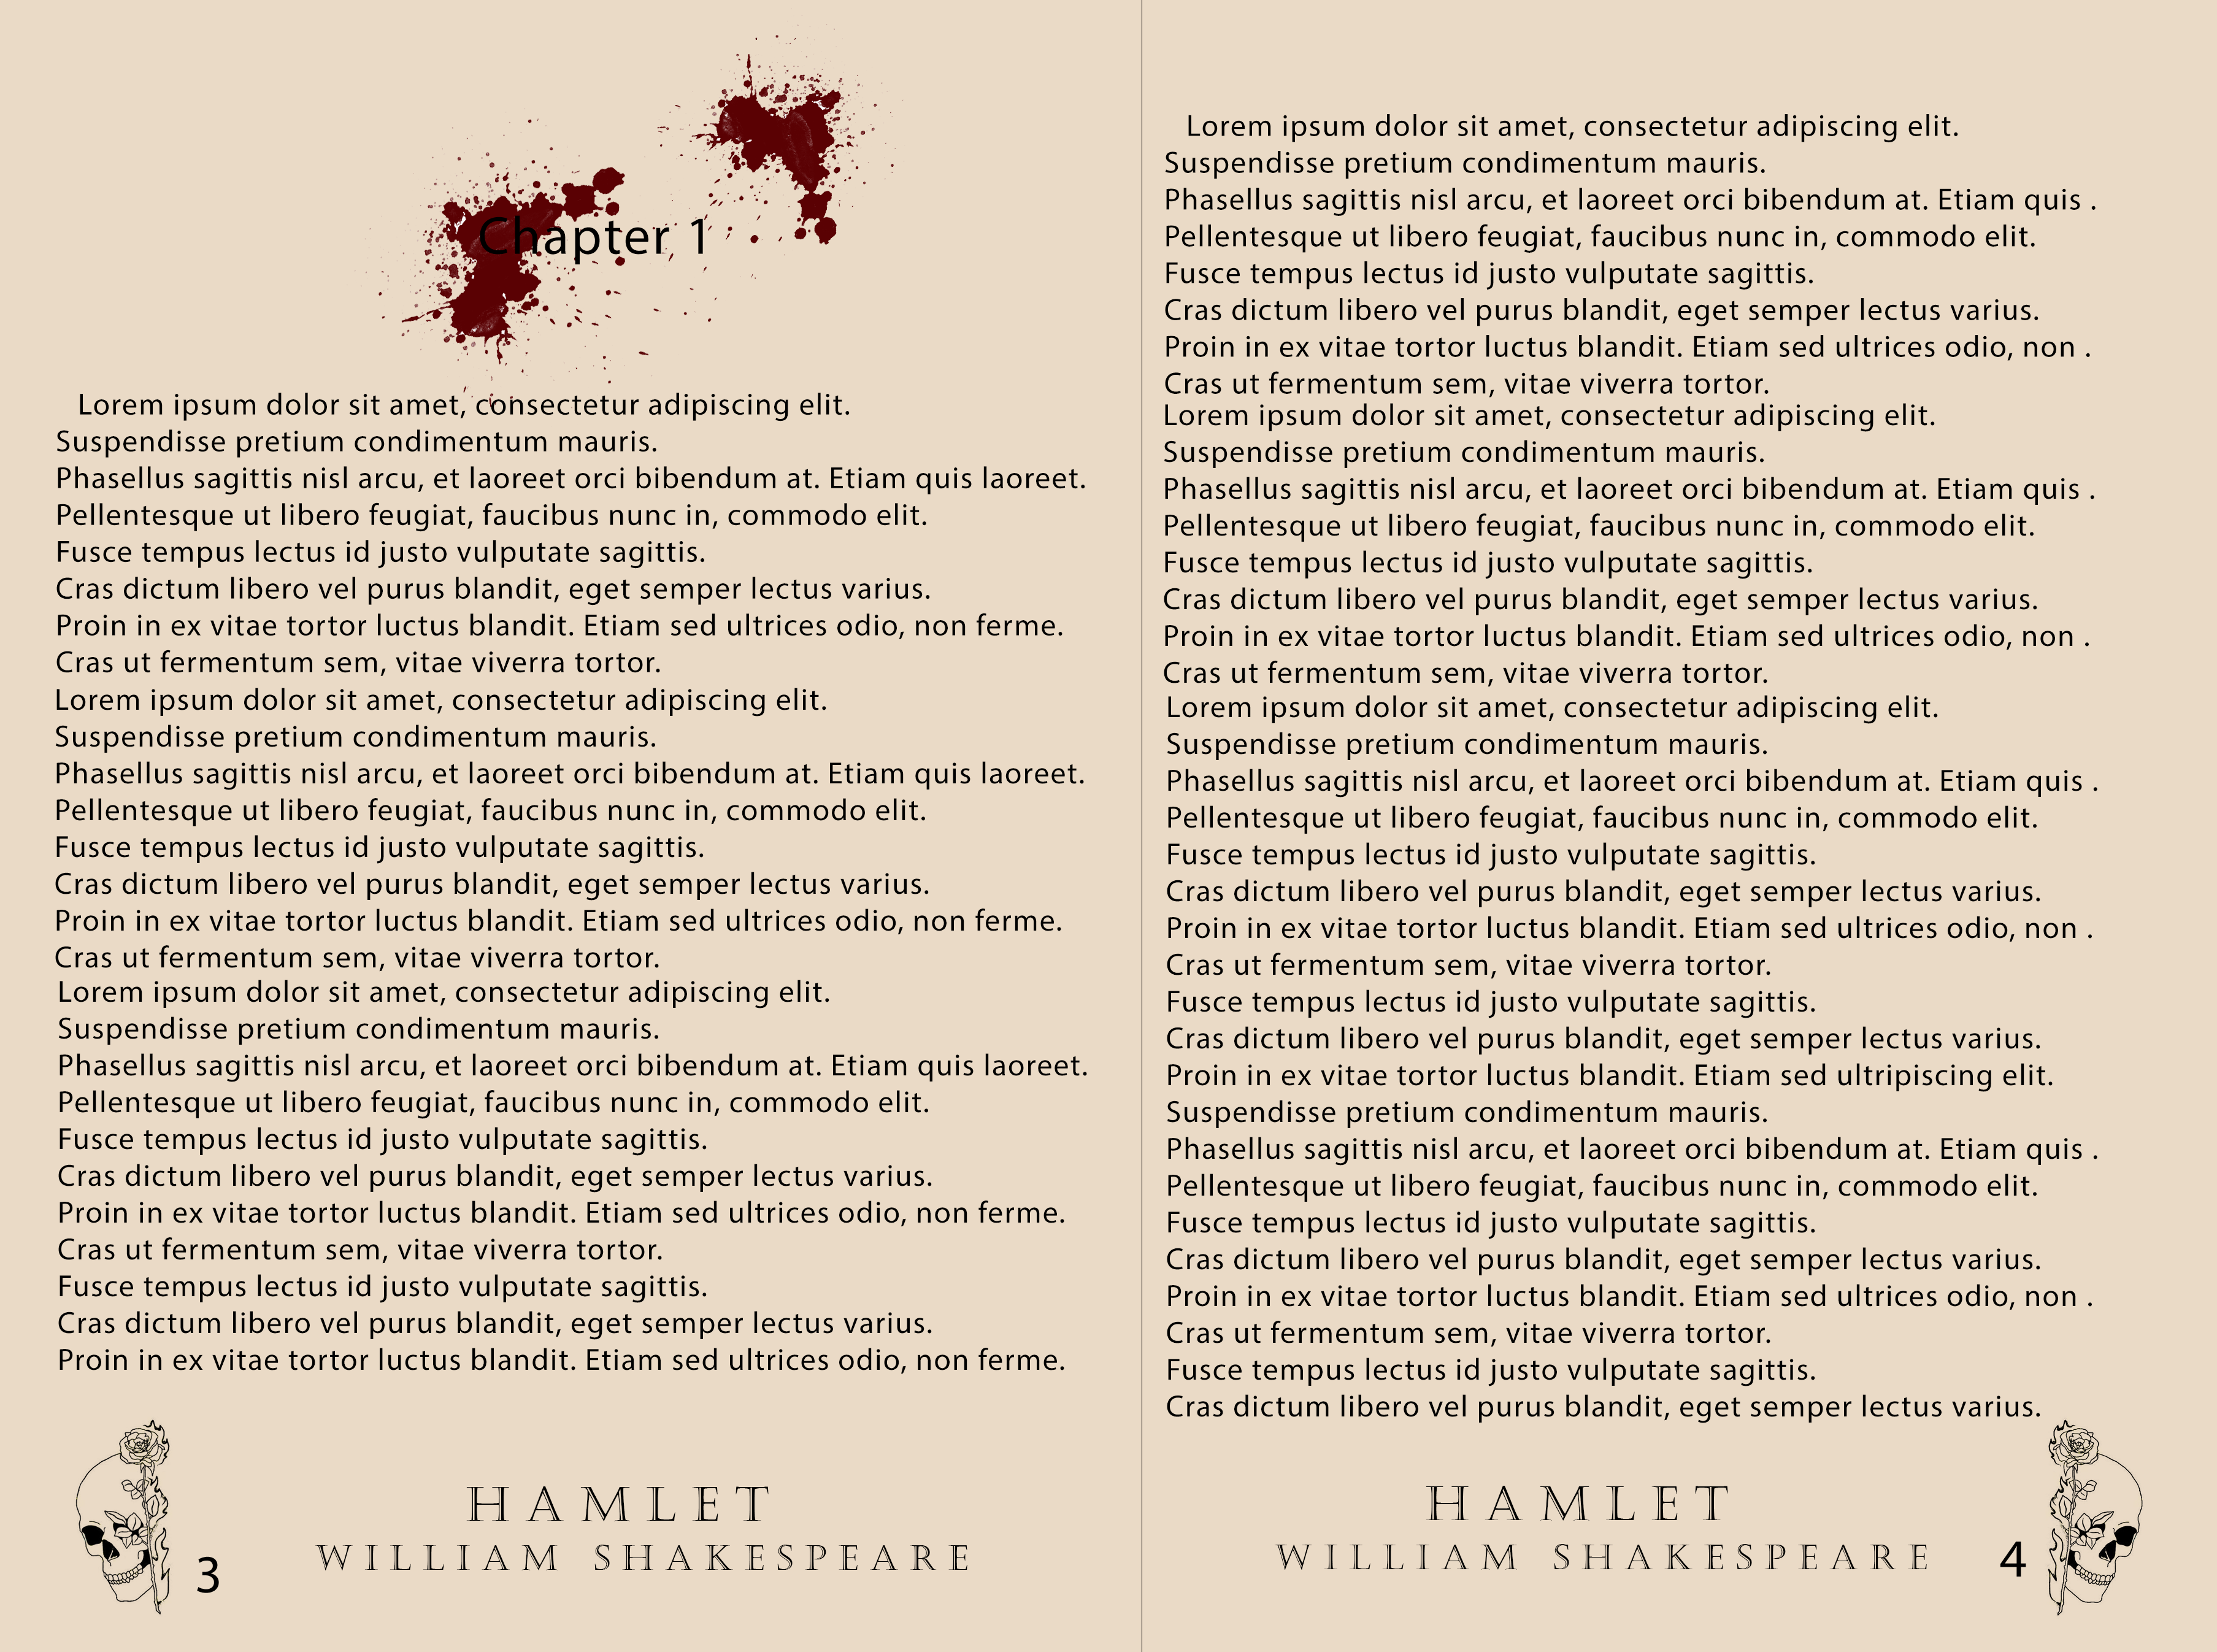 Chapter 1
Lorem ipsum dolor sit amet, consectetur adipiscing elit.
Suspendisse pretium condimentum mauris.
Phasellus sagittis nisl arcu, et laoreet orci bibendum at. Etiam quis laoreet.
Pellentesque ut libero feugiat, faucibus nunc in, commodo elit.
Fusce tempus lectus id justo vulputate sagittis.
Cras dictum libero vel purus blandit, eget semper lectus varius.
Proin in ex vitae tortor luctus blandit. Etiam sed ultrices odio, non ferme.
Cras ut fermentum sem, vitae viverra tortor.
Lorem ipsum dolor sit amet, consectetur adipiscing elit.
Suspendisse pretium condimentum mauris.
Phasellus sagittis nisl arcu, et laoreet orci bibendum at. Etiam quis laoreet.
Pellentesque ut libero feugiat, faucibus nunc in, commodo elit.
Fusce tempus lectus id justo vulputate sagittis.
Cras dictum libero vel purus blandit, eget semper lectus varius.
Proin in ex vitae tortor luctus blandit. Etiam sed ultrices odio, non ferme.
Cras ut fermentum sem, vitae viverra tortor.
Lorem ipsum dolor sit amet, consectetur adipiscing elit.
Suspendisse pretium condimentum mauris.
Phasellus sagittis nisl arcu, et laoreet orci bibendum at. Etiam quis laoreet.
Pellentesque ut libero feugiat, faucibus nunc in, commodo elit.
Fusce tempus lectus id justo vulputate sagittis.
Cras dictum libero vel purus blandit, eget semper lectus varius.
Proin in ex vitae tortor luctus blandit. Etiam sed ultrices odio, non ferme.
Cras ut fermentum sem, vitae viverra tortor.
Fusce tempus lectus id justo vulputate sagittis.
Cras dictum libero vel purus blandit, eget semper lectus varius.
Proin in ex vitae tortor luctus blandit. Etiam sed ultrices odio, non ferme.
HAMLET
WILLIAM SHAKESPEARE
3
Lorem ipsum dolor sit amet, consectetur adipiscing elit.
Suspendisse pretium condimentum mauris.
Phasellus sagittis nisl arcu, et laoreet orci bibendum at. Etiam quis .
Pellentesque ut libero feugiat, faucibus nunc in, commodo elit.
Fusce tempus lectus id justo vulputate sagittis.
Cras dictum libero vel purus blandit, eget semper lectus varius.
Proin in ex vitae tortor luctus blandit. Etiam sed ultrices odio, non .
Cras ut fermentum sem, vitae viverra tortor.
Lorem ipsum dolor sit amet, consectetur adipiscing elit.
Suspendisse pretium condimentum mauris.
Phasellus sagittis nisl arcu, et laoreet orci bibendum at. Etiam quis .
Pellentesque ut libero feugiat, faucibus nunc in, commodo elit.
Fusce tempus lectus id justo vulputate sagittis.
Cras dictum libero vel purus blandit, eget semper lectus varius.
Proin in ex vitae tortor luctus blandit. Etiam sed ultrices odio, non .
Cras ut fermentum sem, vitae viverra tortor.
Lorem ipsum dolor sit amet, consectetur adipiscing elit.
Suspendisse pretium condimentum mauris.
Phasellus sagittis nisl arcu, et laoreet orci bibendum at. Etiam quis .
Pellentesque ut libero feugiat, faucibus nunc in, commodo elit.
Fusce tempus lectus id justo vulputate sagittis.
Cras dictum libero vel purus blandit, eget semper lectus varius.
Proin in ex vitae tortor luctus blandit. Etiam sed ultrices odio, non .
Cras ut fermentum sem, vitae viverra tortor.
Fusce tempus lectus id justo vulputate sagittis.
Cras dictum libero vel purus blandit, eget semper lectus varius.
Proin in ex vitae tortor luctus blandit. Etiam sed ultripiscing elit.
Suspendisse pretium condimentum mauris.
Phasellus sagittis nisl arcu, et laoreet orci bibendum at. Etiam quis .
Pellentesque ut libero feugiat, faucibus nunc in, commodo elit.
Fusce tempus lectus id justo vulputate sagittis.
Cras dictum libero vel purus blandit, eget semper lectus varius.
Proin in ex vitae tortor luctus blandit. Etiam sed ultrices odio, non .
Cras ut fermentum sem, vitae viverra tortor.
Fusce tempus lectus id justo vulputate sagittis.
Cras dictum libero vel purus blandit, eget semper lectus varius.
HAMLET
WILLIAM SHAKESPEARE
4